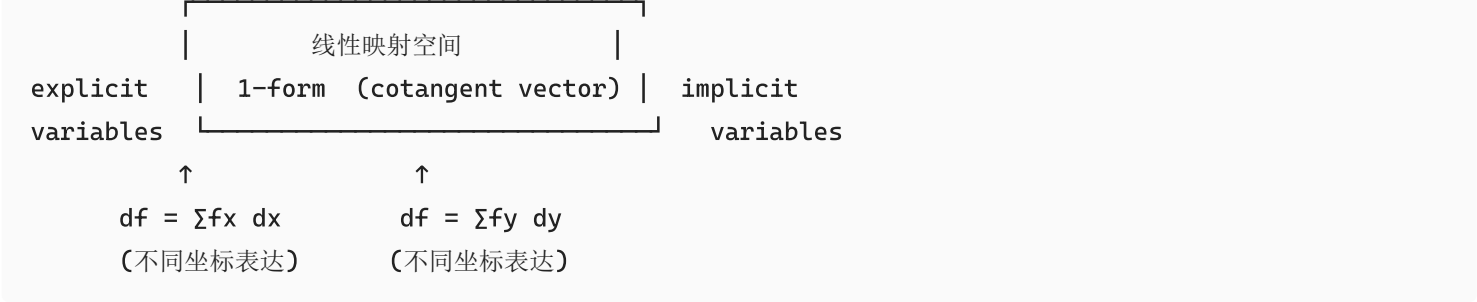 线性映射空间
explicit 1-form (cotangent vector) implicit
variables variables
↑ ↑
df = ∑fx dx df = ∑fy dy
(不同坐标表达) (不同坐标表达)